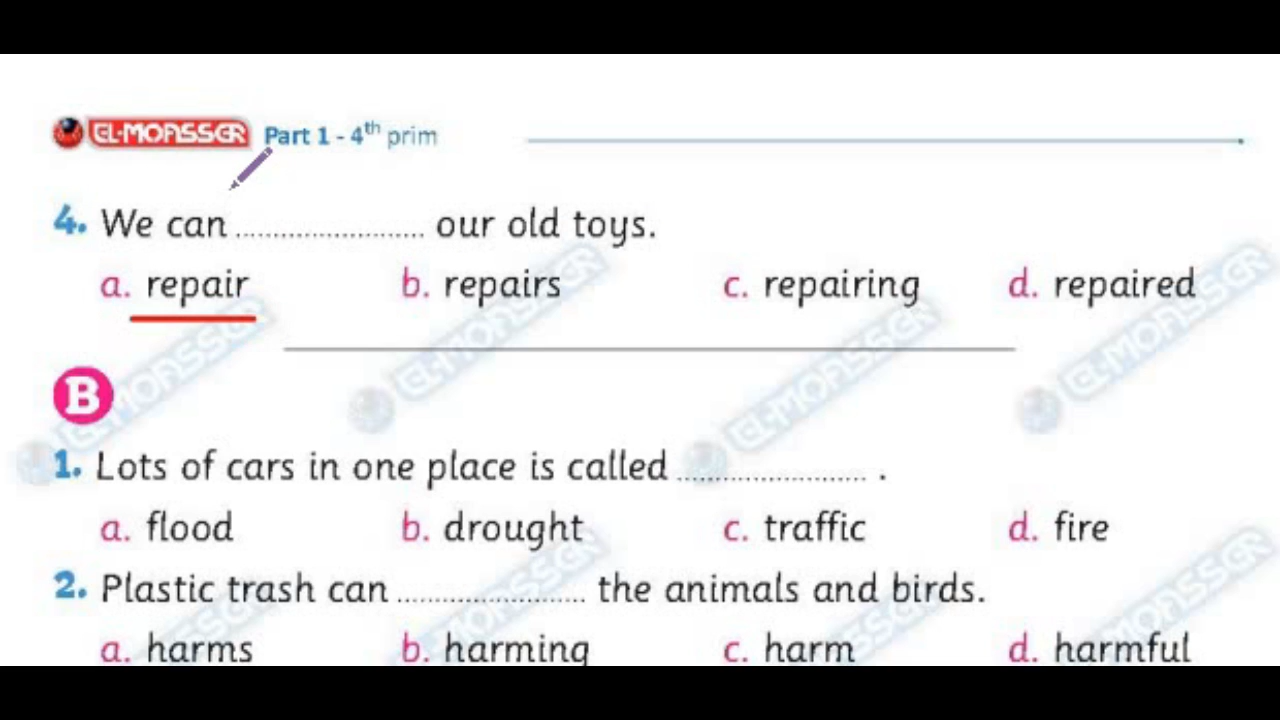 EL-MOASSER Part 1 - 4th prim
4. We can ........................ our old toys.
a. repair b. repairs c. repairing d. repaired
B
1. Lots of cars in one place is called ........................ .
a. flood b. drought c. traffic d. fire
2. Plastic trash can ........................ the animals and birds.
a. harms b. harming c. harm d. harmful